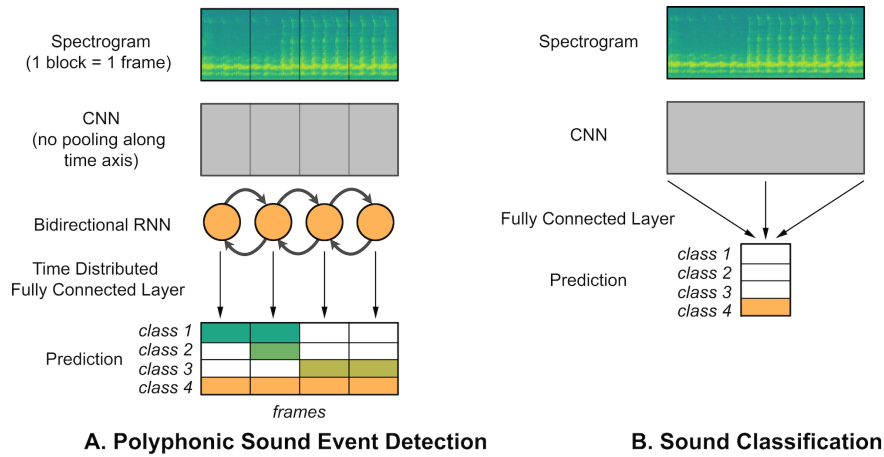 Spectrogram
(1 block = 1 frame)
CNN
(no pooling along
time axis)
Bidirectional RNN
Time Distributed
Fully Connected Layer
Prediction
class 1
class 2
class 3
class 4
frames
A. Polyphonic Sound Event Detection
Spectrogram
CNN
Fully Connected Layer
Prediction
class 1
class 2
class 3
class 4
B. Sound Classification